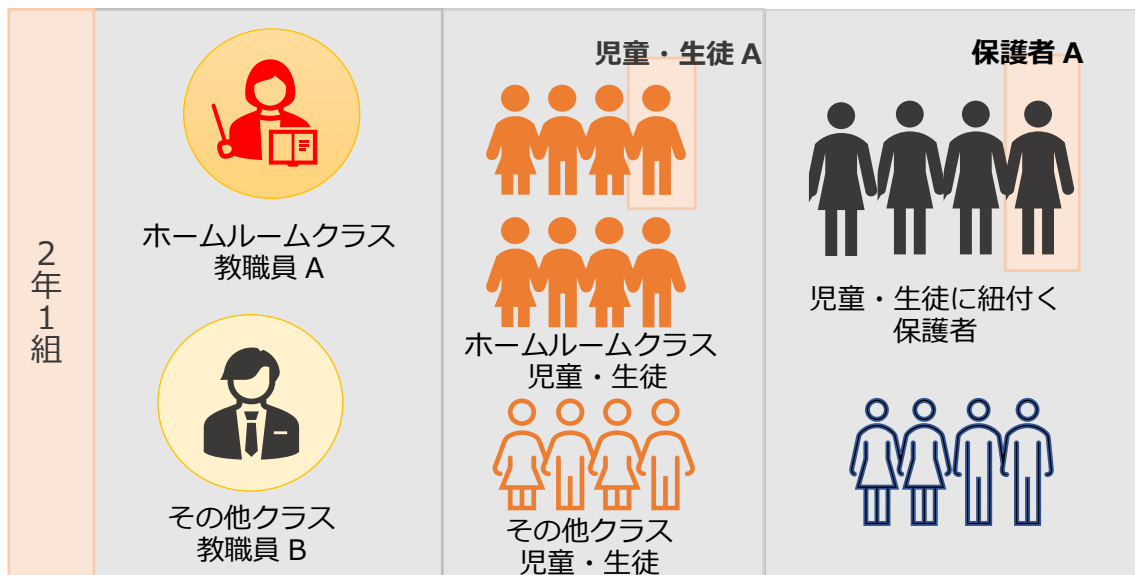 2年1組
ホームルームクラス
教職員 A
その他クラス
教職員 B
児童・生徒 A
ホームルームクラス
児童・生徒
その他クラス
児童・生徒
保護者 A
児童・生徒に紐付く
保護者